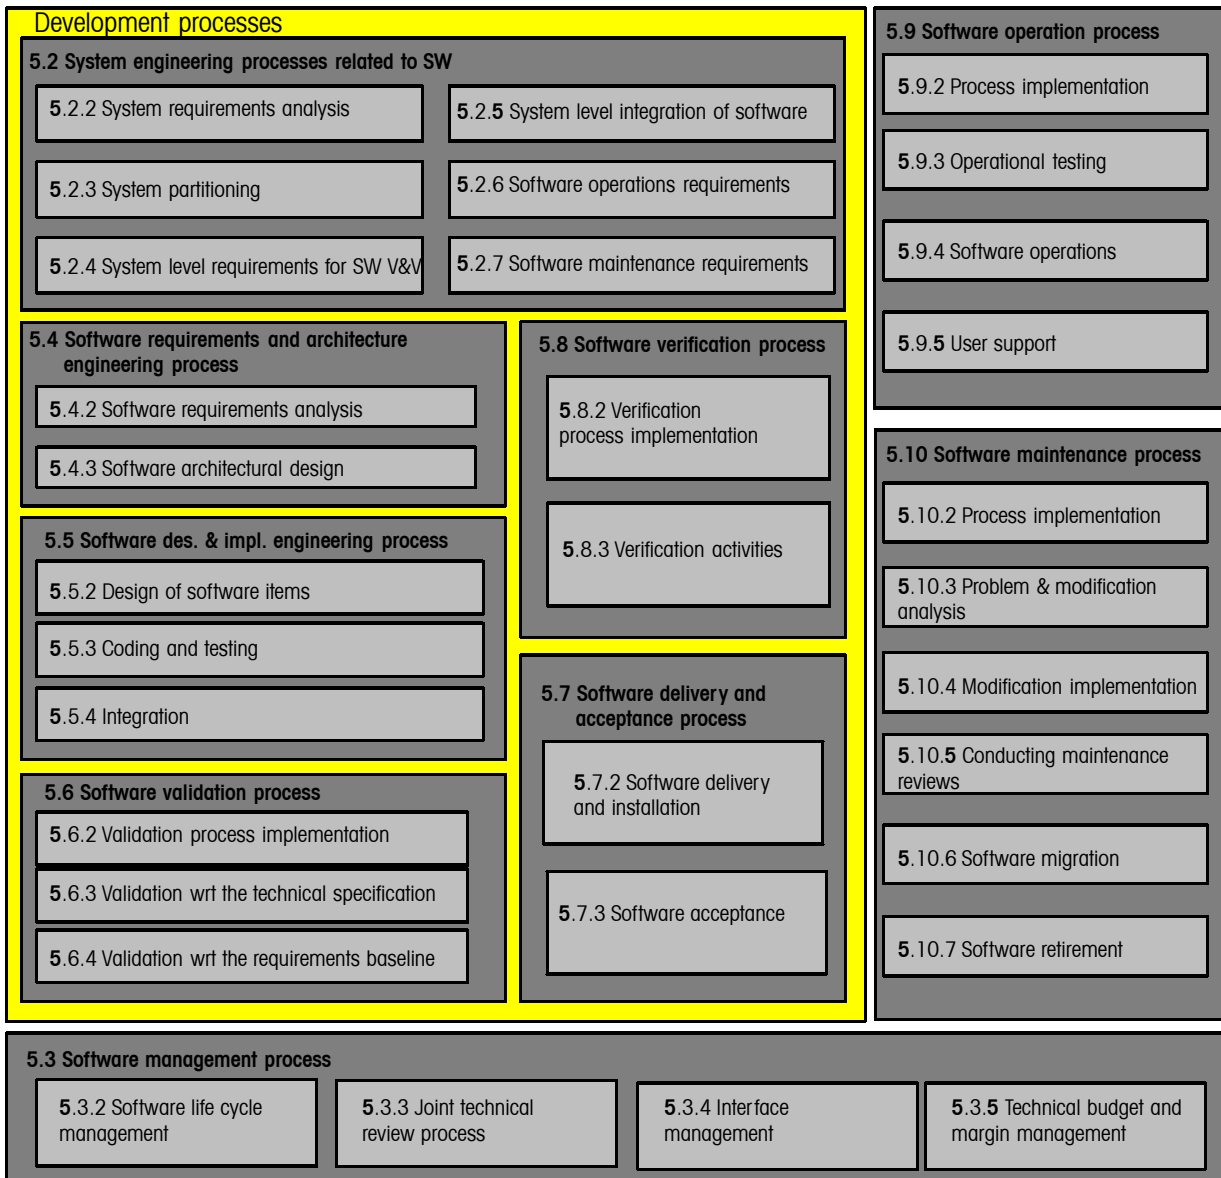 Development processes
5.2 System engineering processes related to SW
5.2.2 System requirements analysis
5.2.3 System partitioning
5.2.4 System level requirements for SW V&V
5.2.5 System level integration of software
5.2.6 Software operations requirements
5.2.7 Software maintenance requirements
5.4 Software requirements and architecture
engineering process
5.4.2 Software requirements analysis
5.4.3 Software architectural design
5.5 Software des. & impl. engineering process
5.5.2 Design of software items
5.5.3 Coding and testing
5.5.4 Integration
5.6 Software validation process
5.6.2 Validation process implementation
5.6.3 Validation wrt the technical specification
5.6.4 Validation wrt the requirements baseline
5.8 Software verification process
5.8.2 Verification
process implementation
5.8.3 Verification activities
5.7 Software delivery and
acceptance process
5.7.2 Software delivery
and installation
5.7.3 Software acceptance
5.9 Software operation process
5.9.2 Process implementation
5.9.3 Operational testing
5.9.4 Software operations
5.9.5 User support
5.10 Software maintenance process
5.10.2 Process implementation
5.10.3 Problem & modification
analysis
5.10.4 Modification implementation
5.10.5 Conducting maintenance
reviews
5.10.6 Software migration
5.10.7 Software retirement
5.3 Software management process
5.3.2 Software life cycle
management
5.3.3 Joint technical
review process
5.3.4 Interface
management
5.3.5 Technical budget and
margin management